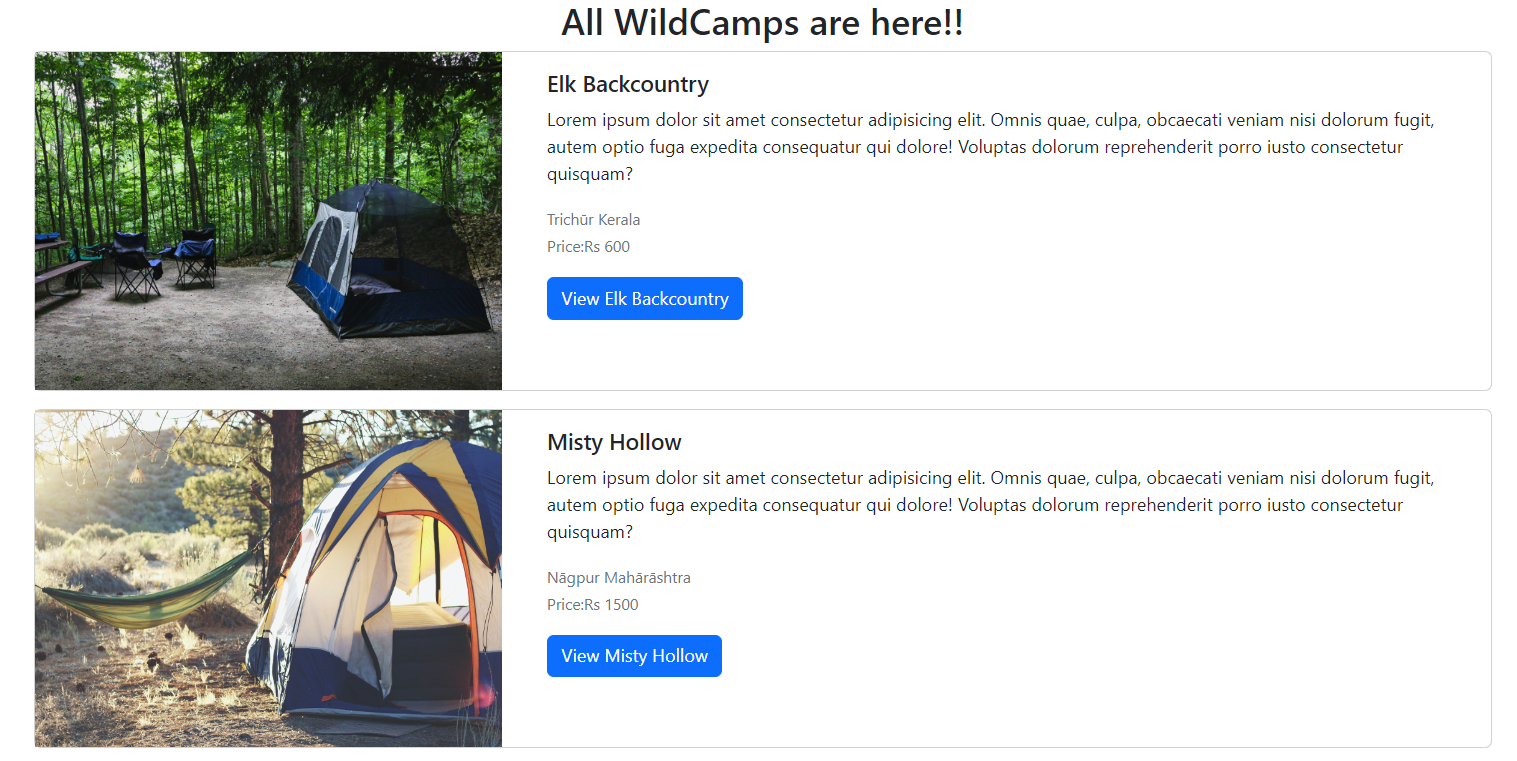 All WildCamps are here!!
Elk Backcountry
Lorem ipsum dolor sit amet consectetur adipisicing elit. Omnis quae, culpa, obcaecati veniam nisi dolorum fugit,
autem optio fuga expedita consequatur qui dolore! Voluptas dolorum reprehenderit porro iusto consectetur
quisquam?
Trichūr Kerala
Price:Rs 600
View Elk Backcountry
Misty Hollow
Lorem ipsum dolor sit amet consectetur adipisicing elit. Omnis quae, culpa, obcaecati veniam nisi dolorum fugit,
autem optio fuga expedita consequatur qui dolore! Voluptas dolorum reprehenderit porro iusto consectetur
quisquam?
Nāgpur Mahārāshtra
Price:Rs 1500
View Misty Hollow